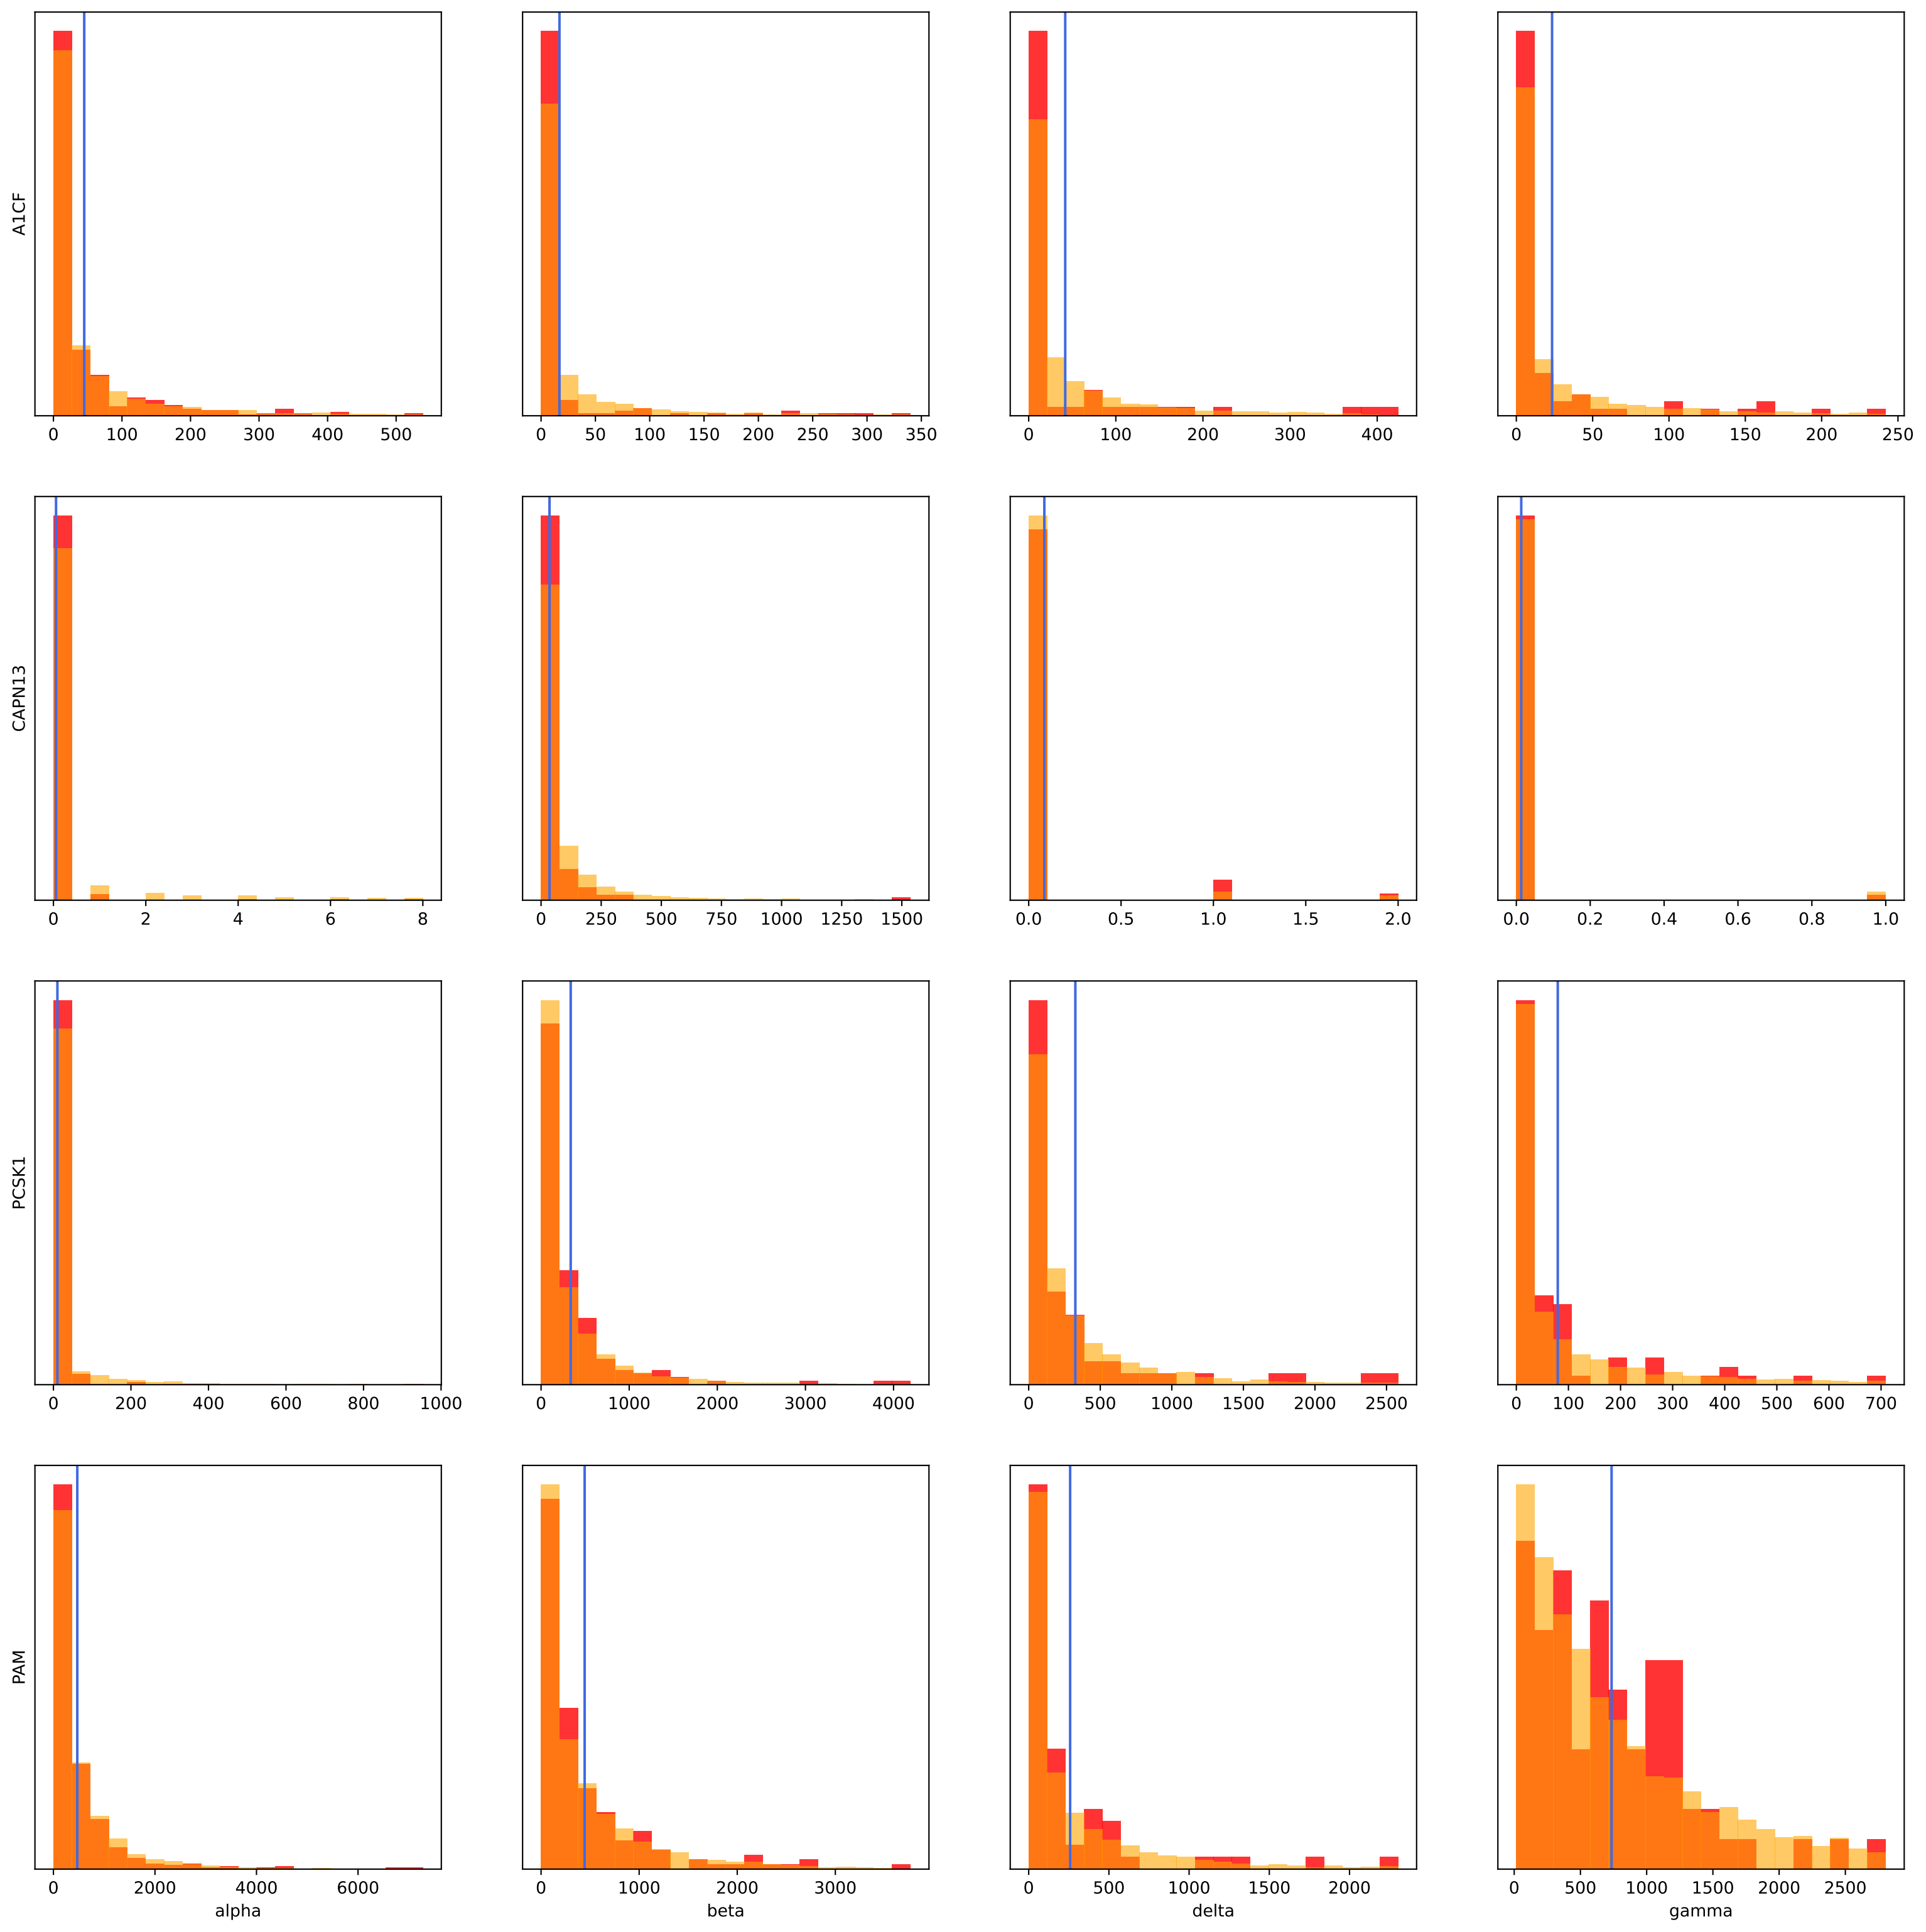 A1CF
0 100 200 300 400 500
0 50 100 150 200 250 300 350
0 100 200 300 400
0 50 100 150 200 250
CAPN13
0 2 4 6 8
0 250 500 750 1000 1250 1500
0.0 0.5 1.0 1.5 2.0
0.0 0.2 0.4 0.6 0.8 1.0
PCSK1
0 200 400 600 800 1000
0 1000 2000 3000 4000
0 500 1000 1500 2000 2500
0 100 200 300 400 500 600 700
PAM
0 2000 4000 6000
alpha
0 1000 2000 3000
beta
0 500 1000 1500 2000
delta
0 500 1000 1500 2000 2500
gamma